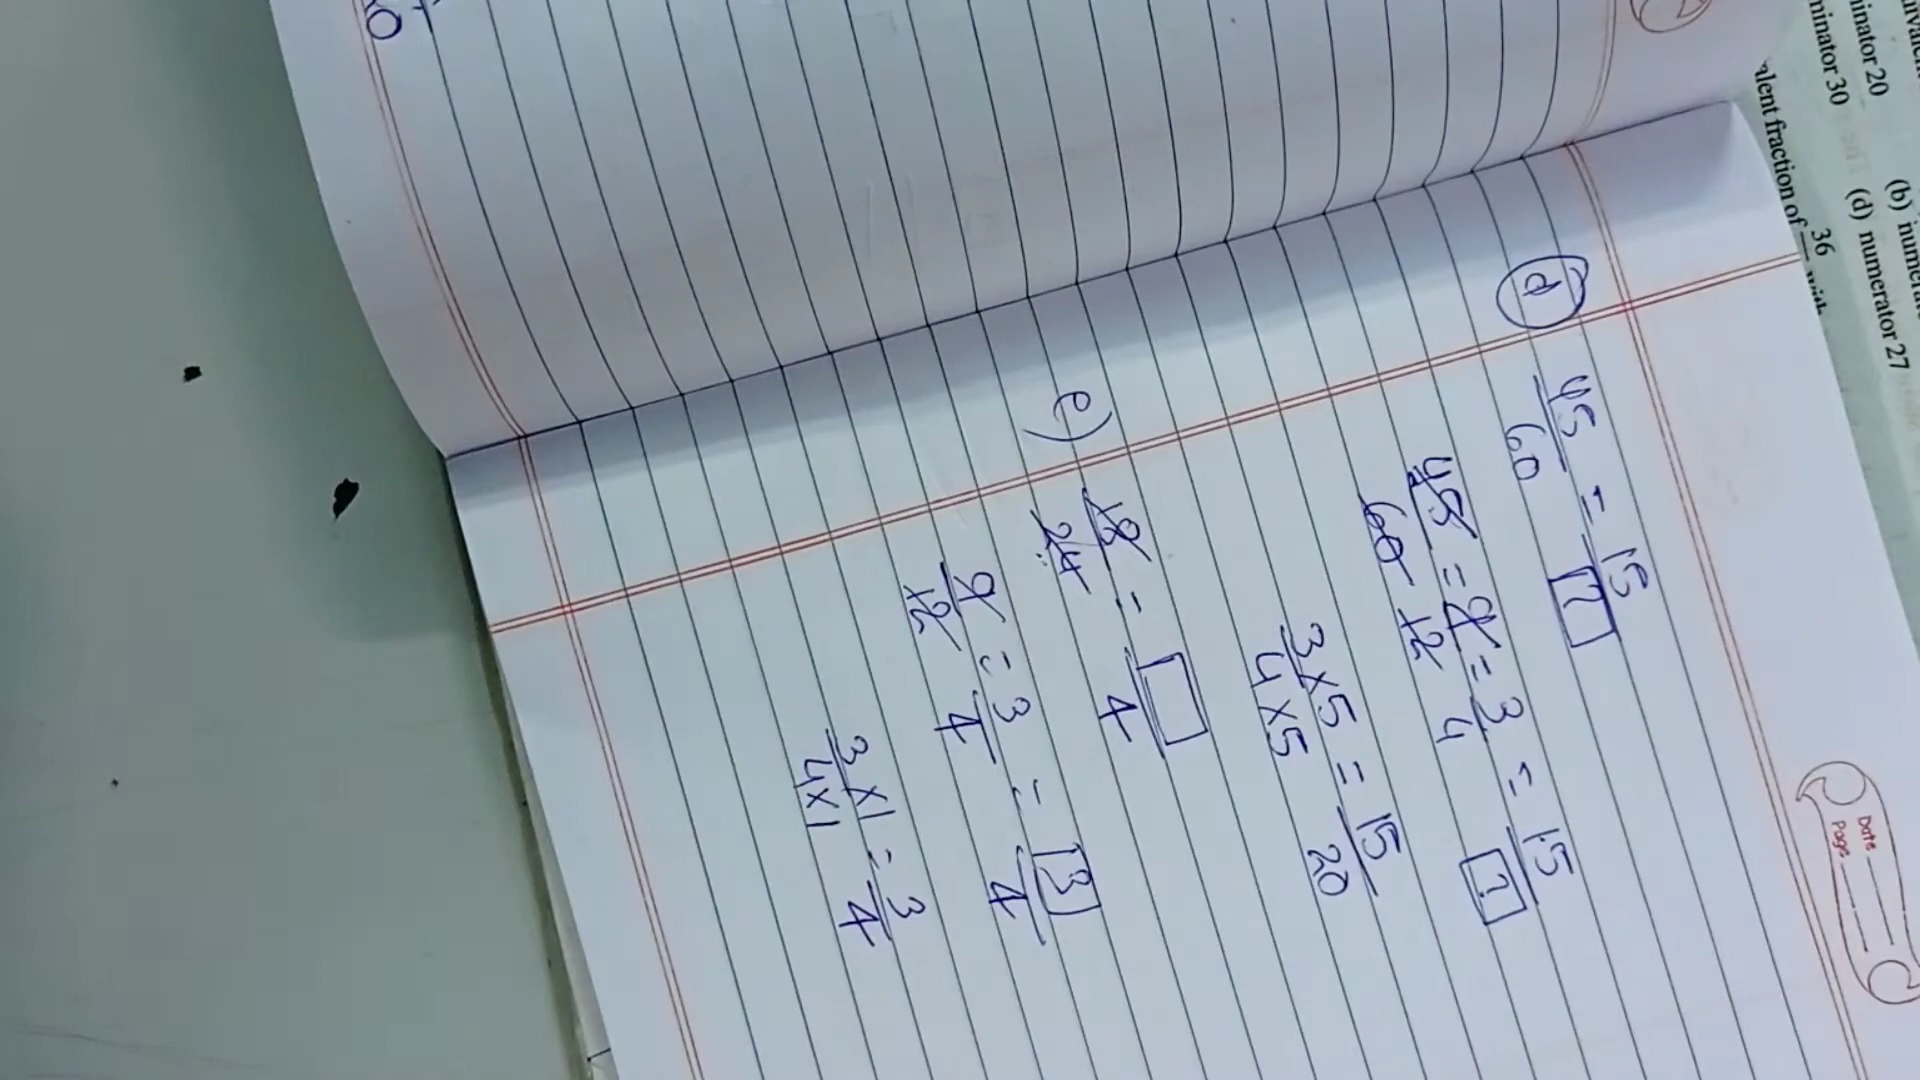 (d) 45/60 = 15/[?]
45/60 = 9/12 = 3/4 = 15/[?]
3×5/4×5 = 15/20
e) 18/24 = [ ]/4
9/12 = 3/4 = [3]/4
3×1/4×1 = 3/4
Date
Page
inator 20
(b) numer
minator 30
(d) numerator 27
alent fraction of 36